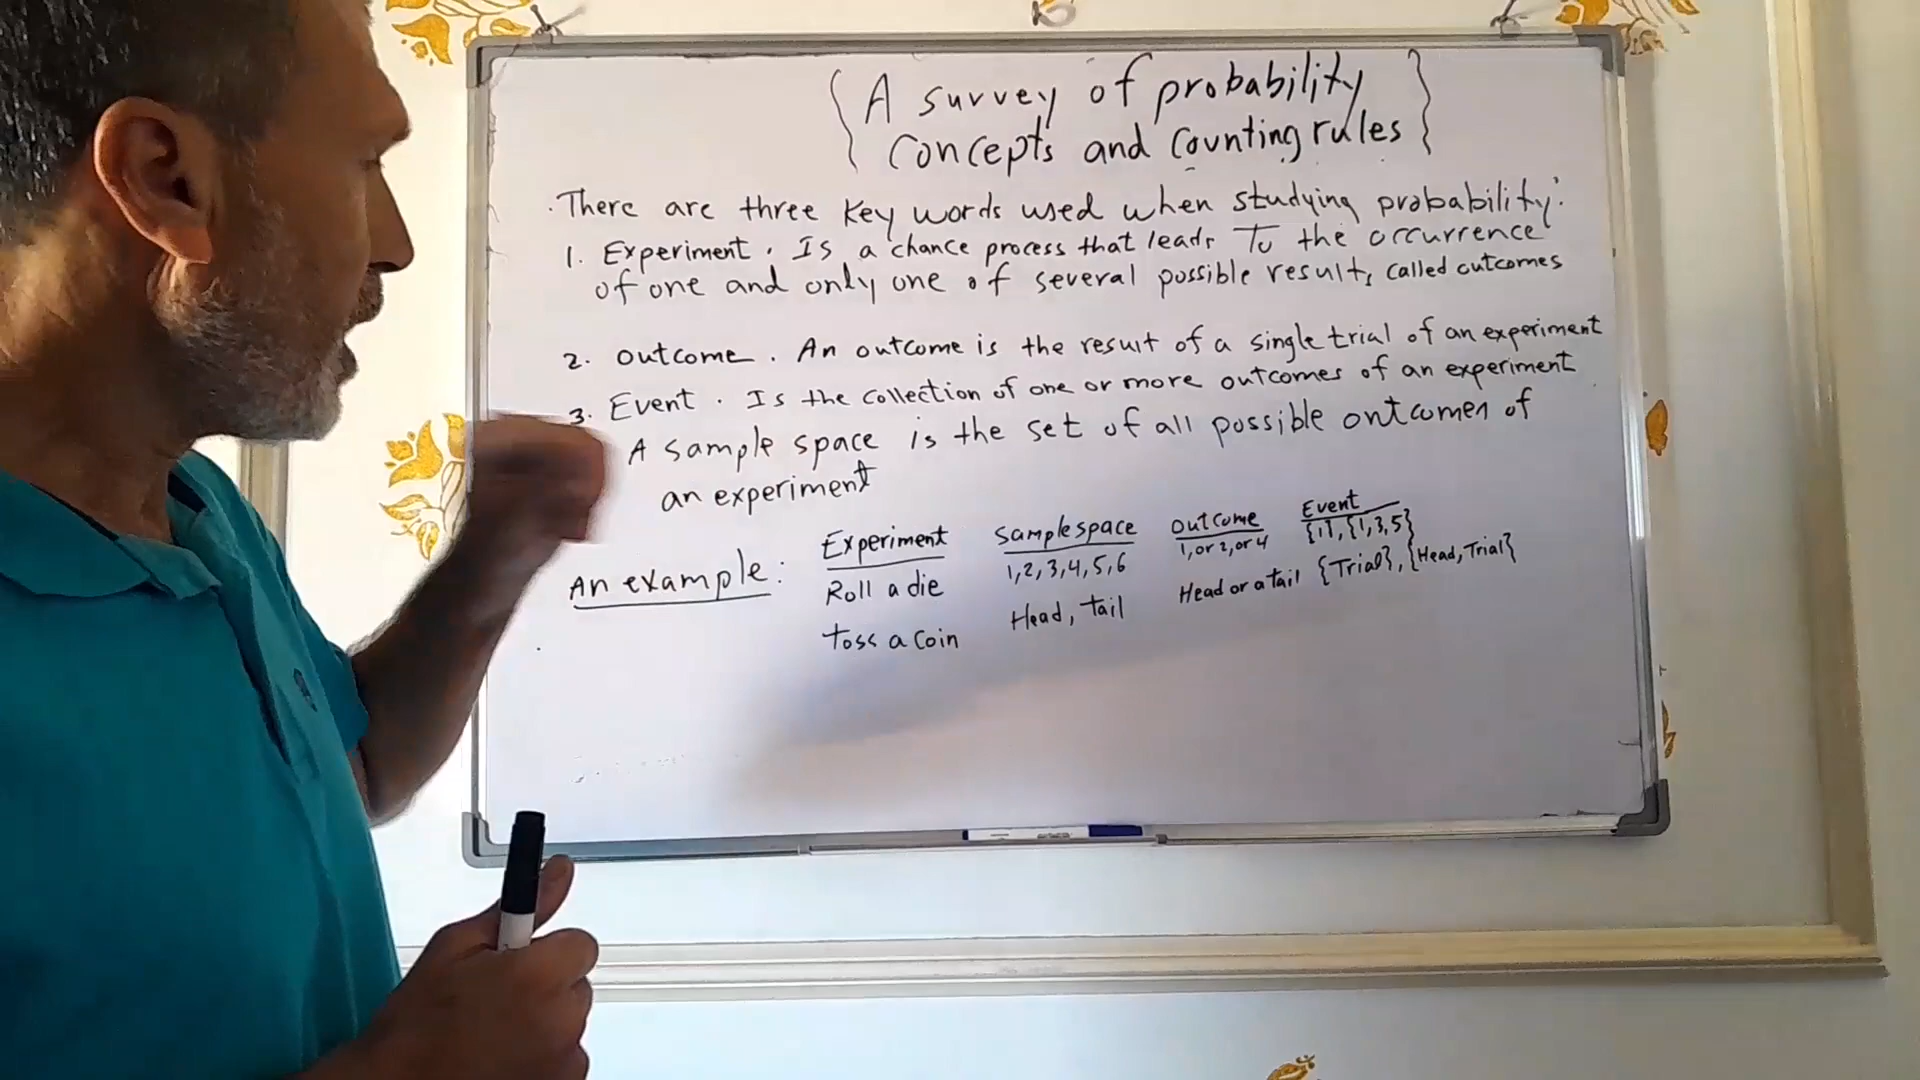 { A survey of probability
concepts and counting rules }
. There are three key words used when studying probability:
1. Experiment. Is a chance process that leads To the occurrence
of one and only one of several possible results called outcomes
2. outcome. An outcome is the result of a single trial of an experiment
3. Event. Is the collection of one or more outcomes of an experiment
A sample space is the set of all possible outcomes of
an experiment
An example:
Experiment Sample space outcome Event
Roll a die 1,2,3,4,5,6 1, or 2, or 4 {1}, {1,3,5}
toss a Coin Head, tail Head or a tail {Trial}, {Head, Trial}